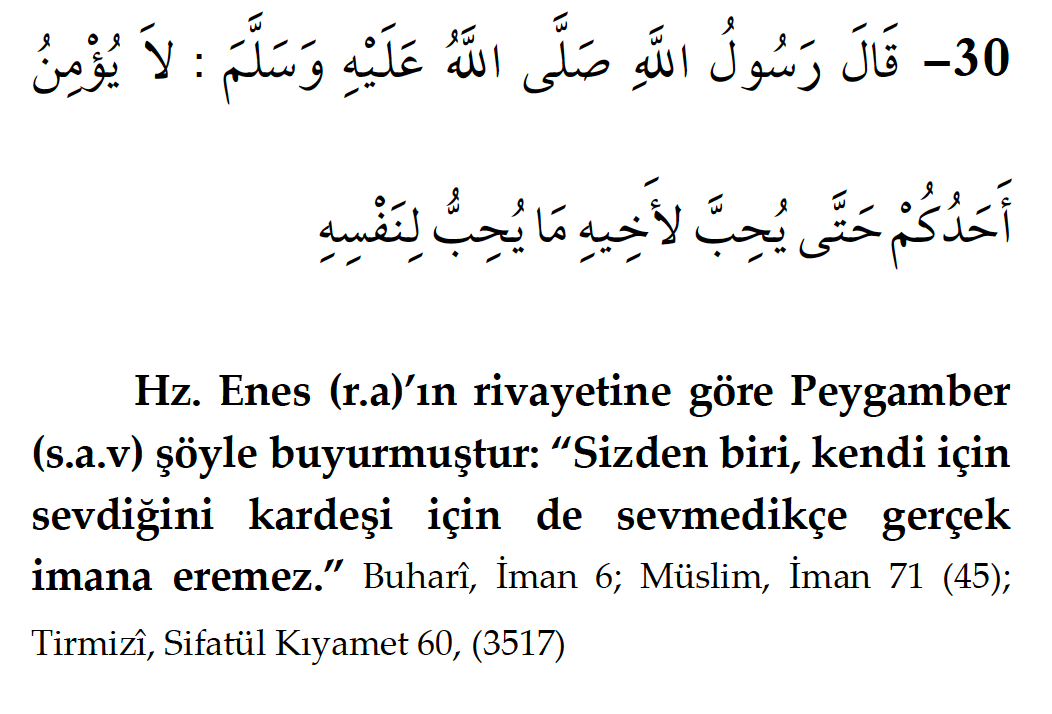 30– قَالَ رَسُولُ اللَّهِ صَلَّى اللَّهُ عَلَيْهِ وَسَلَّمَ : لاَ يُؤْمِنُ
أَحَدُكُمْ حَتَّى يُحِبَّ لأَخِيهِ مَا يُحِبُّ لِنَفْسِهِ
Hz. Enes (r.a)’ın rivayetine göre Peygamber
(s.a.v) şöyle buyurmuştur: “Sizden biri, kendi için
sevdiğini kardeşi için de sevmedikçe gerçek
imana eremez.” Buharî, İman 6; Müslim, İman 71 (45);
Tirmizî, Sifatül Kıyamet 60, (3517)